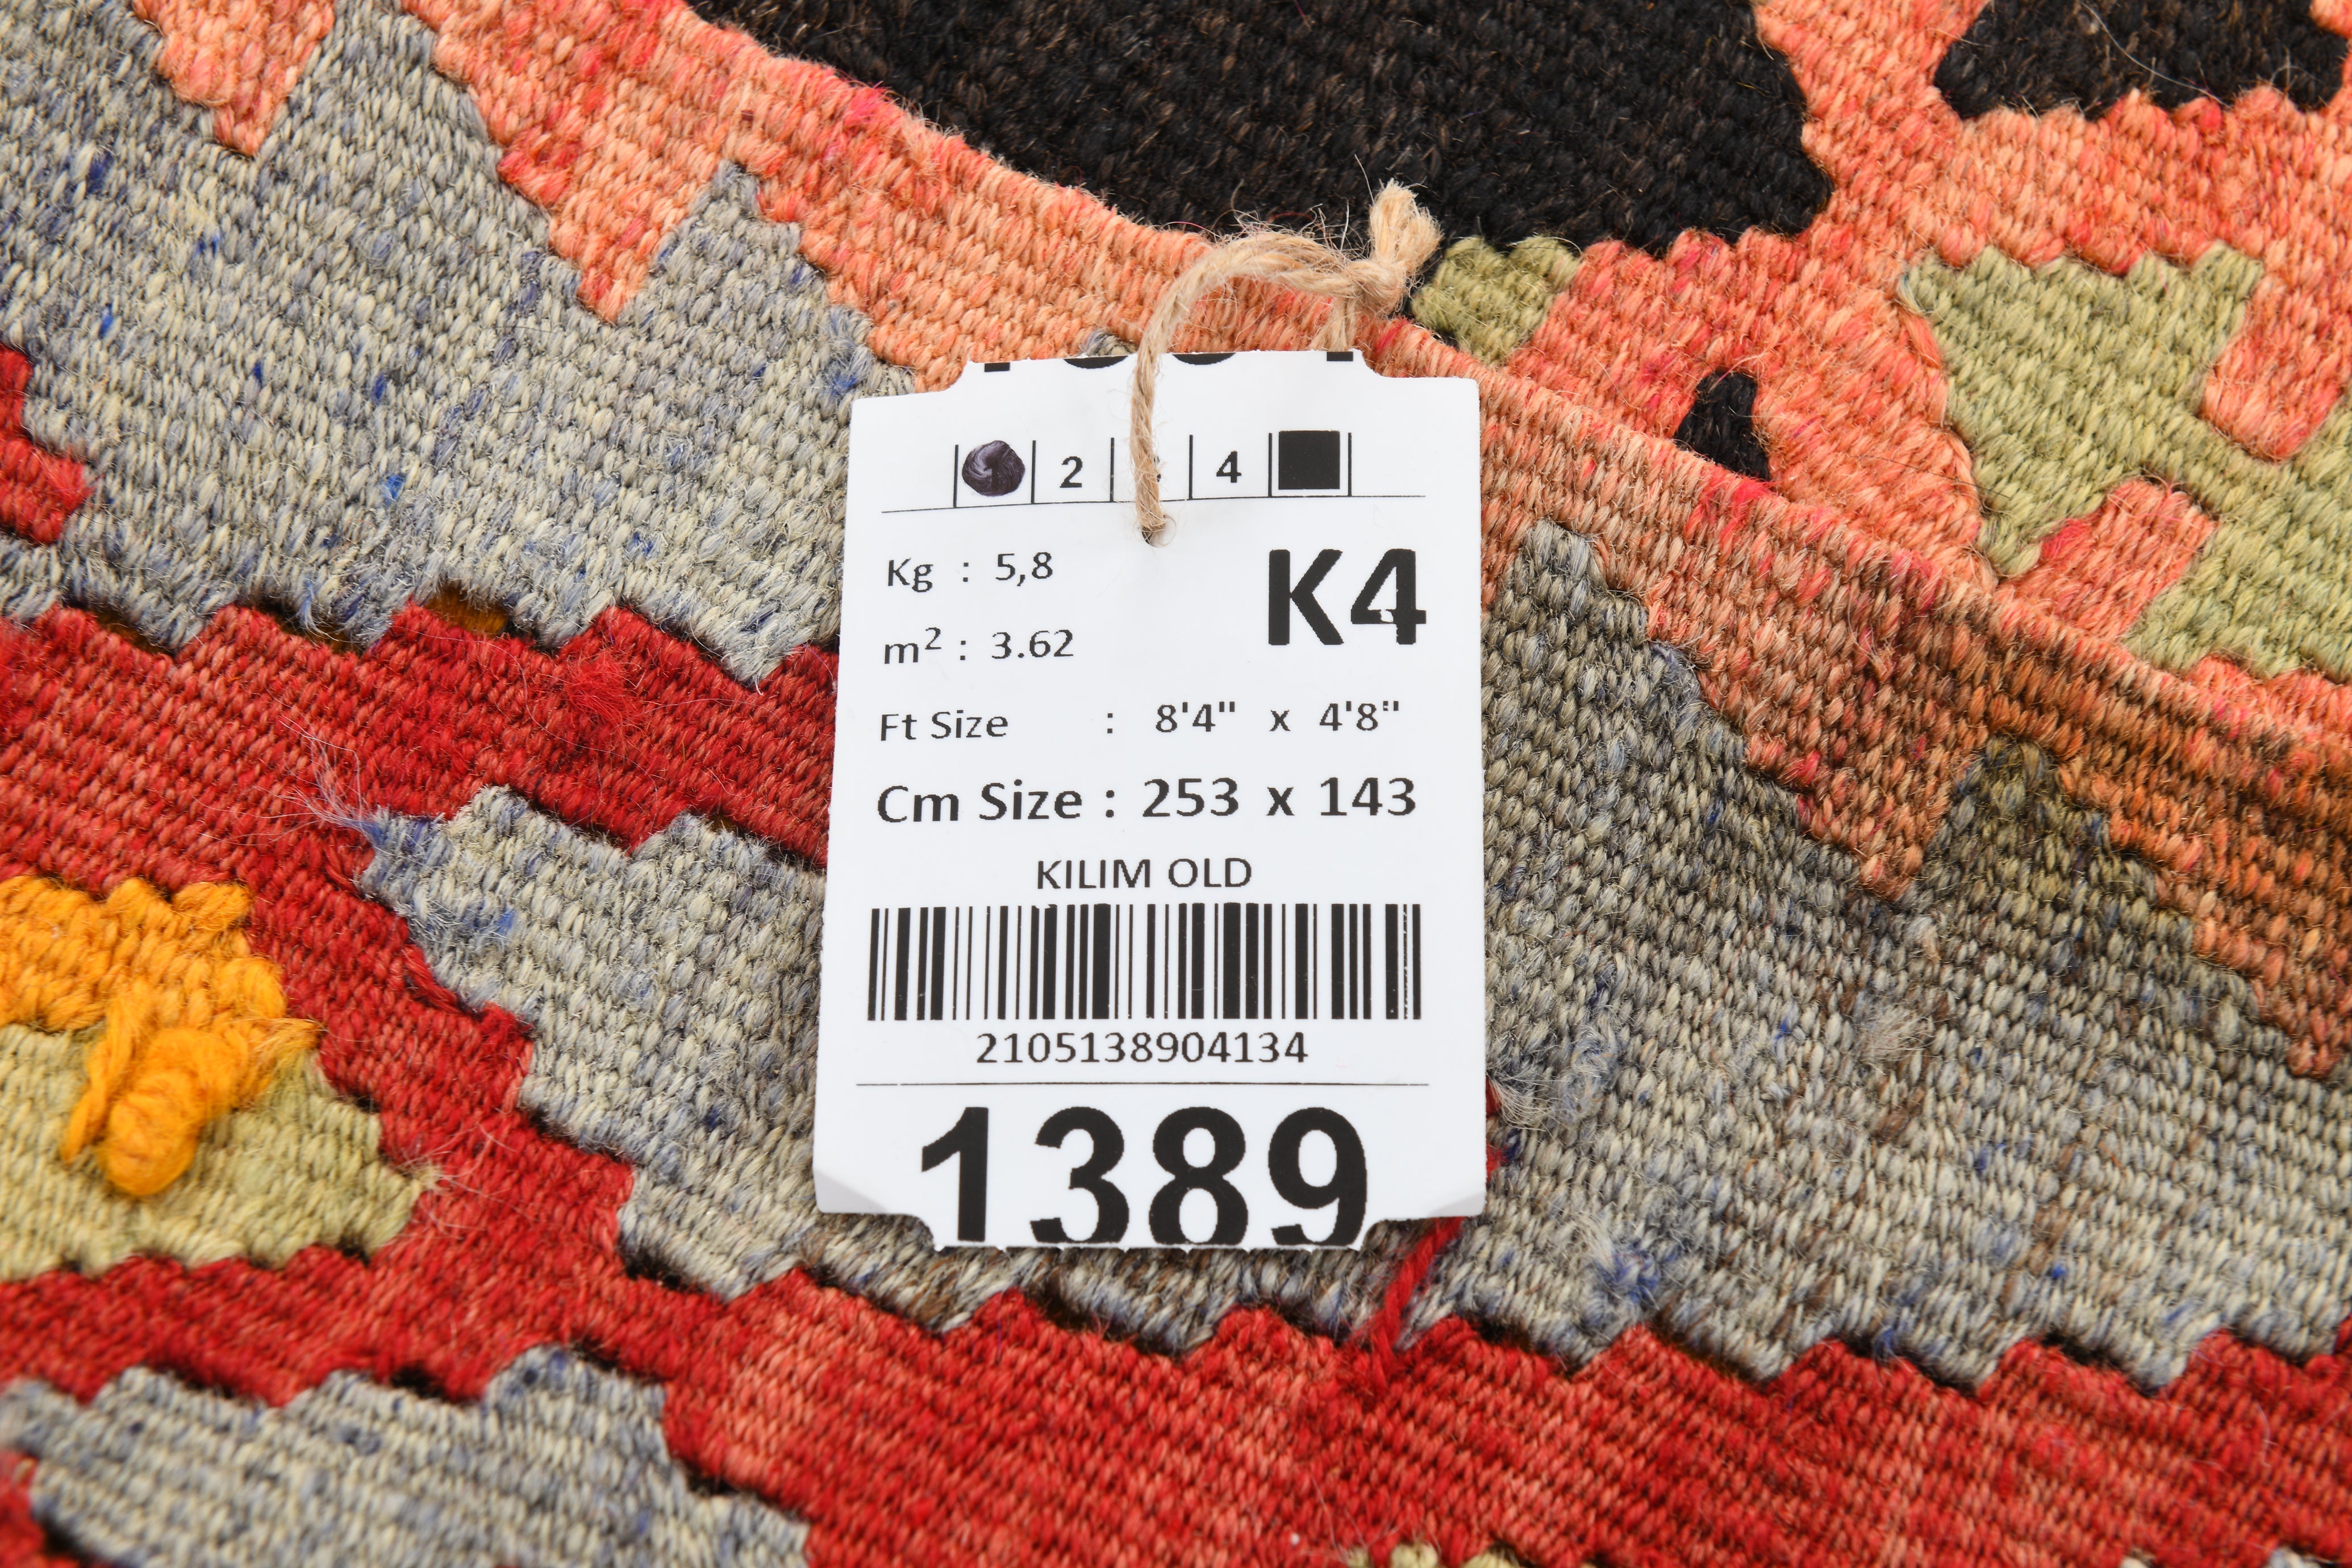 2 4
Kg : 5,8
K4
m² : 3.62
Ft Size : 8'4" x 4'8"
Cm Size : 253 x 143
KILIM OLD
2105138904134
1389